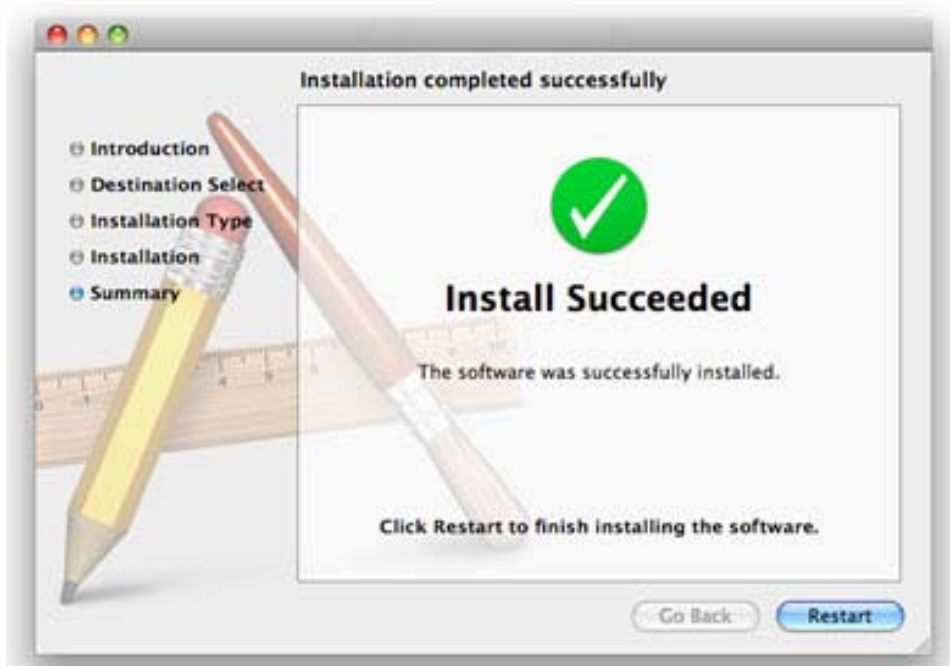 Installation completed successfully
Introduction
Destination Select
Installation Type
Installation
Summary
Install Succeeded
The software was successfully installed.
Click Restart to finish installing the software.
Go Back
Restart